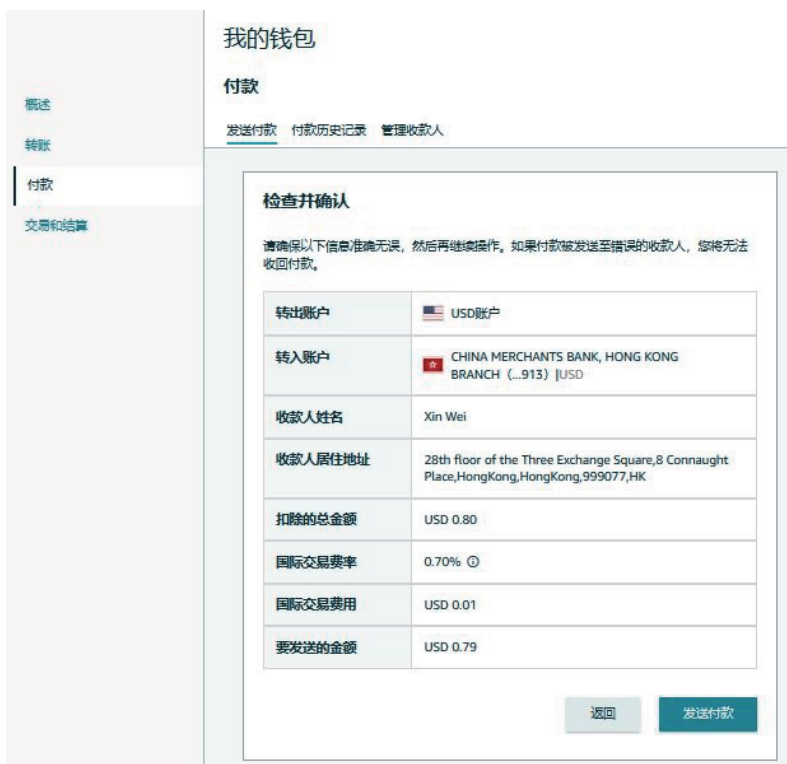 我的钱包
付款
概述
转账
付款
交易和结算
发送付款 付款历史记录 管理收款人
检查并确认
请确保以下信息准确无误，然后再继续操作。如果付款被发送至错误的收款人，您将无法
收回付款。
转出账户 USD账户
转入账户 CHINA MERCHANTS BANK, HONG KONG
BRANCH（...913）|USD
收款人姓名 Xin Wei
收款人居住地址 28th floor of the Three Exchange Square,8 Connaught
Place,HongKong,HongKong,999077,HK
扣除的总金额 USD 0.80
国际交易费率 0.70%
国际交易费用 USD 0.01
要发送的金额 USD 0.79
返回 发送付款